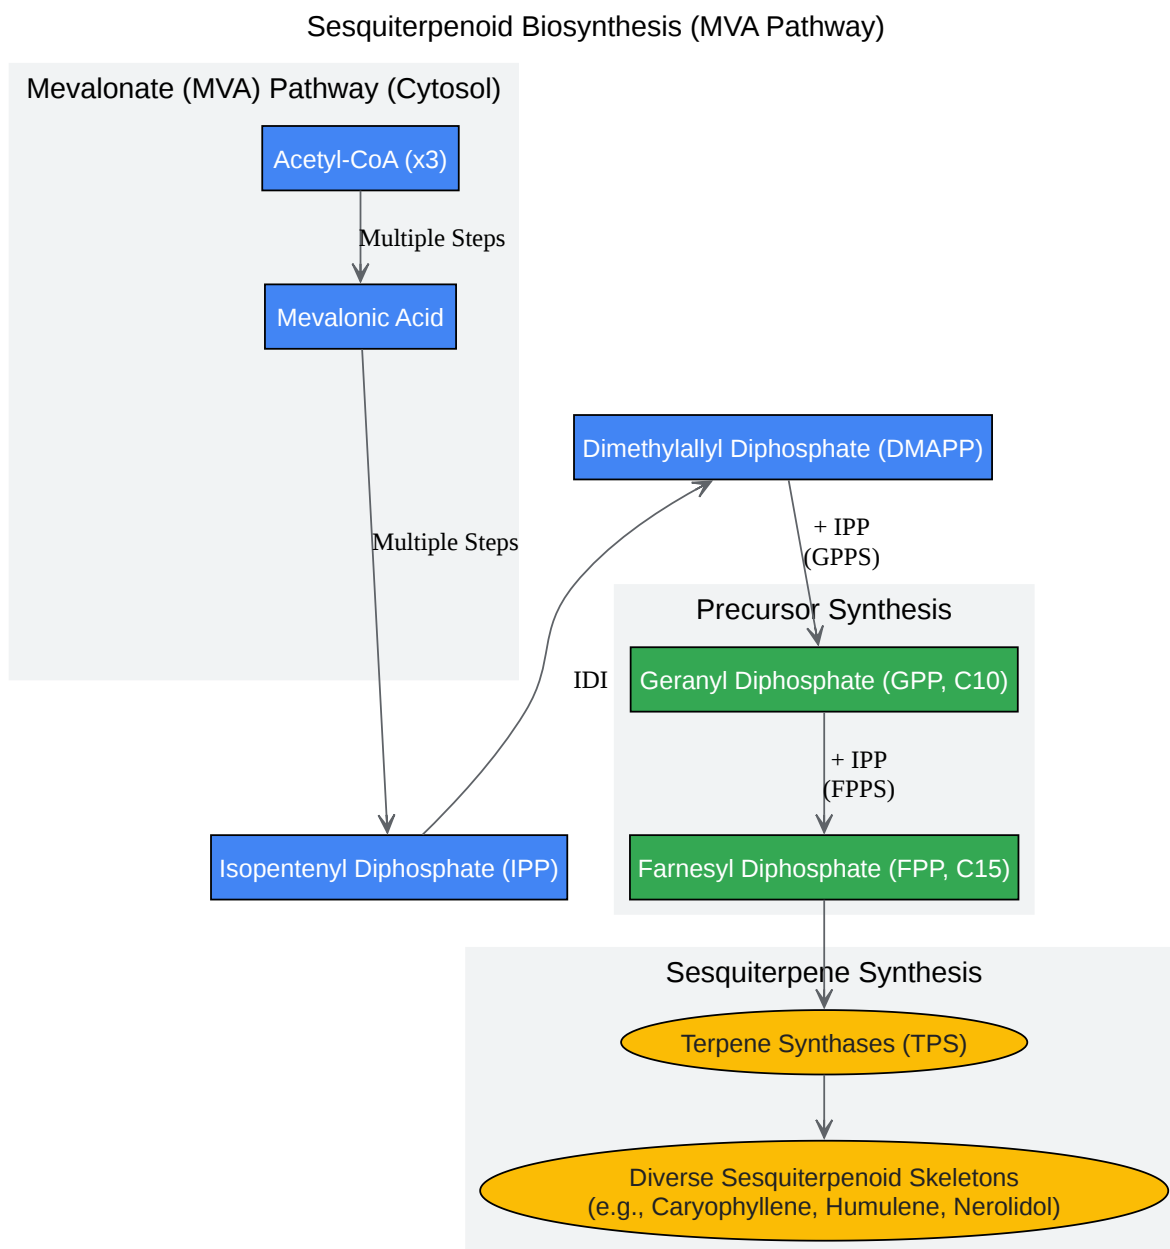 Sesquiterpenoid Biosynthesis (MVA Pathway)
Mevalonate (MVA) Pathway (Cytosol)
Acetyl-CoA (x3)
Multiple Steps
Mevalonic Acid
Multiple Steps
Dimethylallyl Diphosphate (DMAPP)
+ IPP
(GPPS)
Precursor Synthesis
IDI
Geranyl Diphosphate (GPP, C10)
+ IPP
(FPPS)
Isopentenyl Diphosphate (IPP)
Farnesyl Diphosphate (FPP, C15)
Sesquiterpene Synthesis
Terpene Synthases (TPS)
Diverse Sesquiterpenoid Skeletons
(e.g., Caryophyllene, Humulene, Nerolidol)